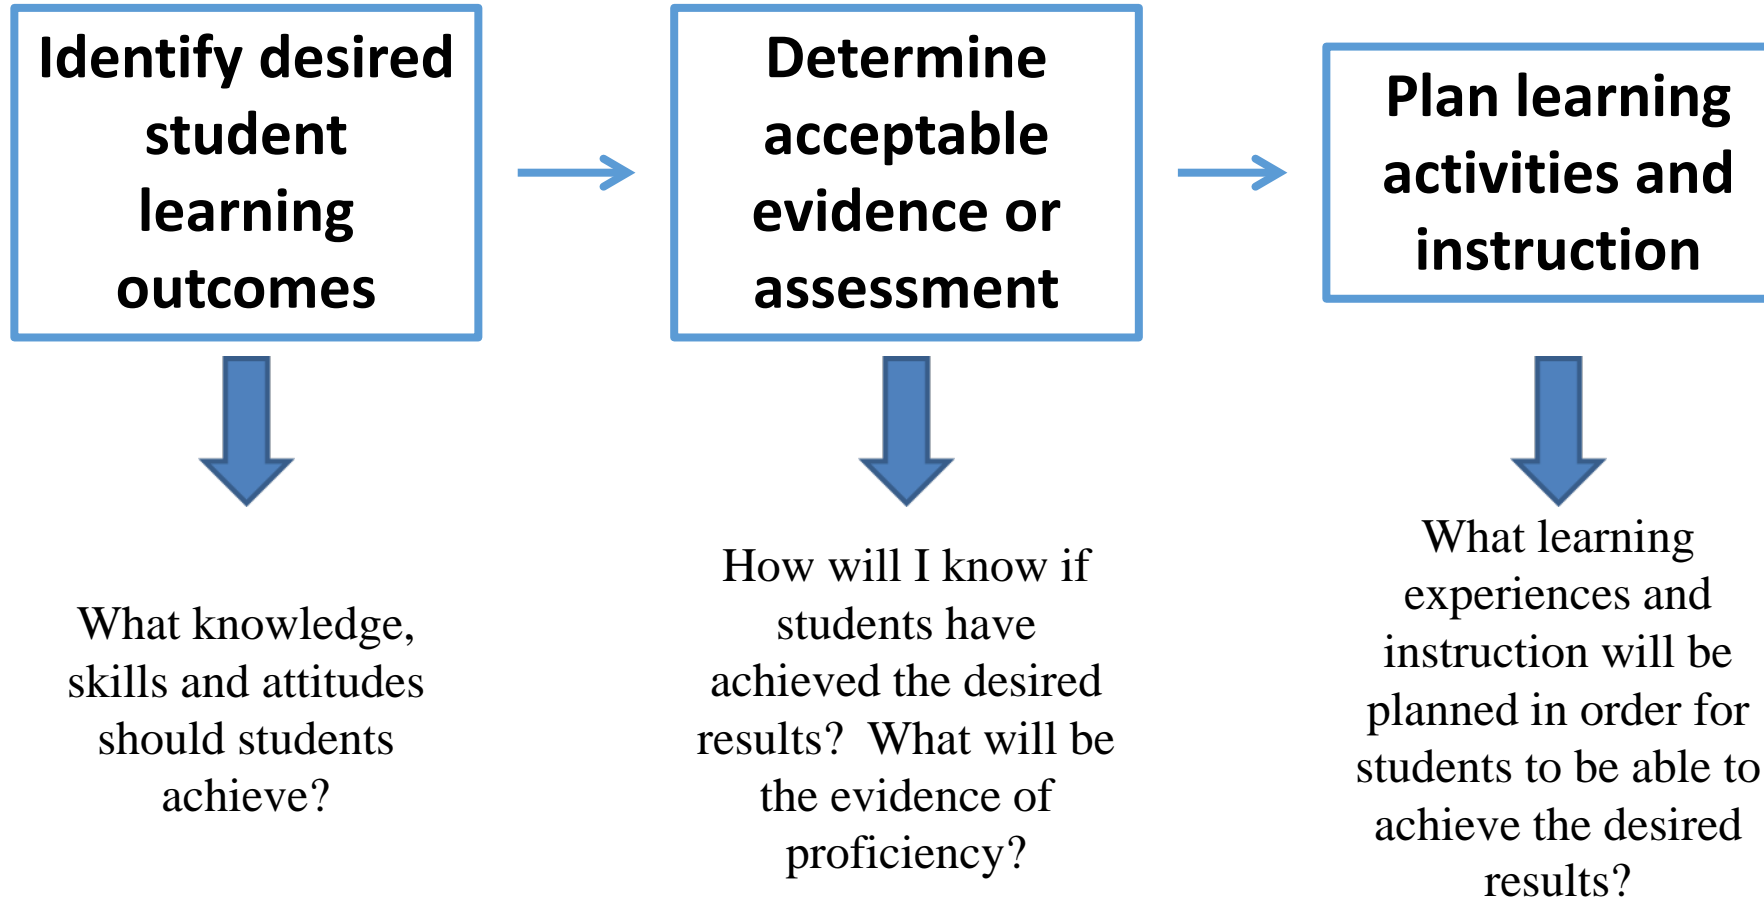 Identify desired
student
learning
outcomes
Determine
acceptable
evidence or
assessment
Plan learning
activities and
instruction
What knowledge,
skills and attitudes
should students
achieve?
How will I know if
students have
achieved the desired
results?  What will be
the evidence of
proficiency?
What learning
experiences and
instruction will be
planned in order for
students to be able to
achieve the desired
results?